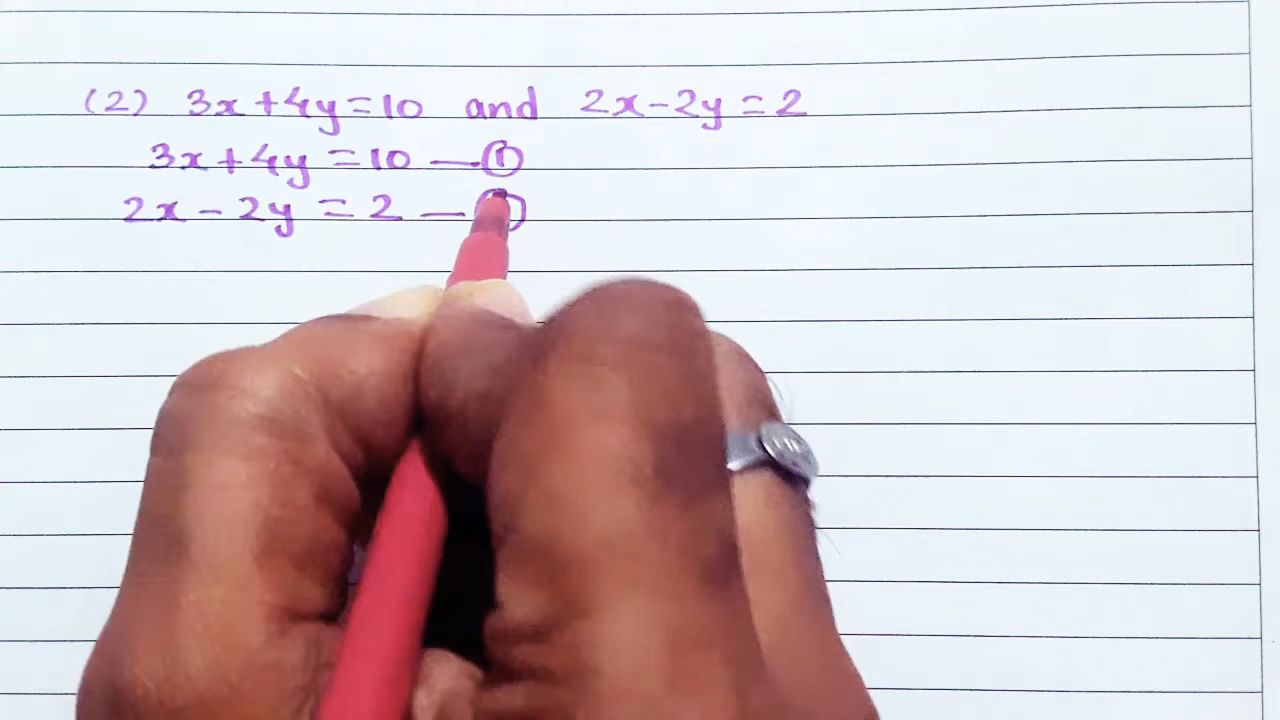 (2) 3x+4y=10 and 2x-2y=2
3x+4y=10 —①
2x-2y=2 —